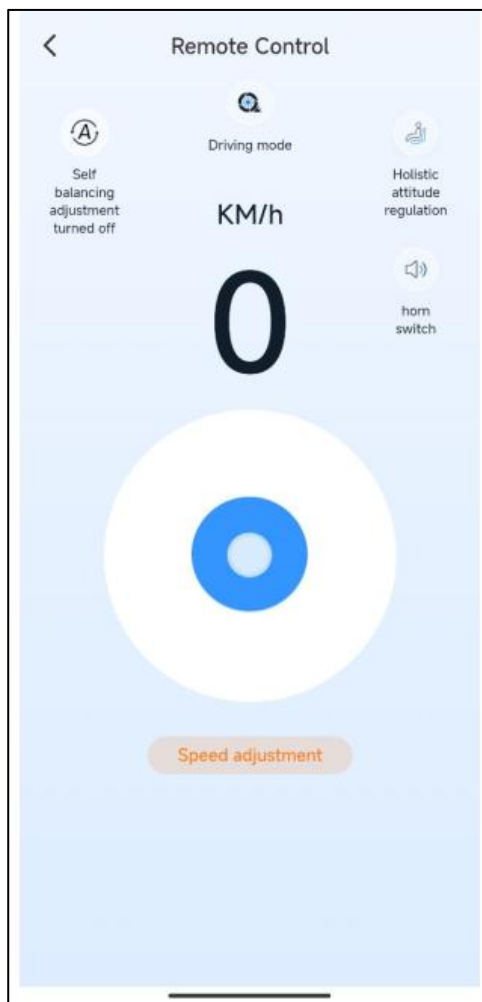 Remote Control
Driving mode
A
Self
balancing
adjustment
turned off
Holistic
attitude
regulation
KM/h
horn
switch
0
Speed adjustment